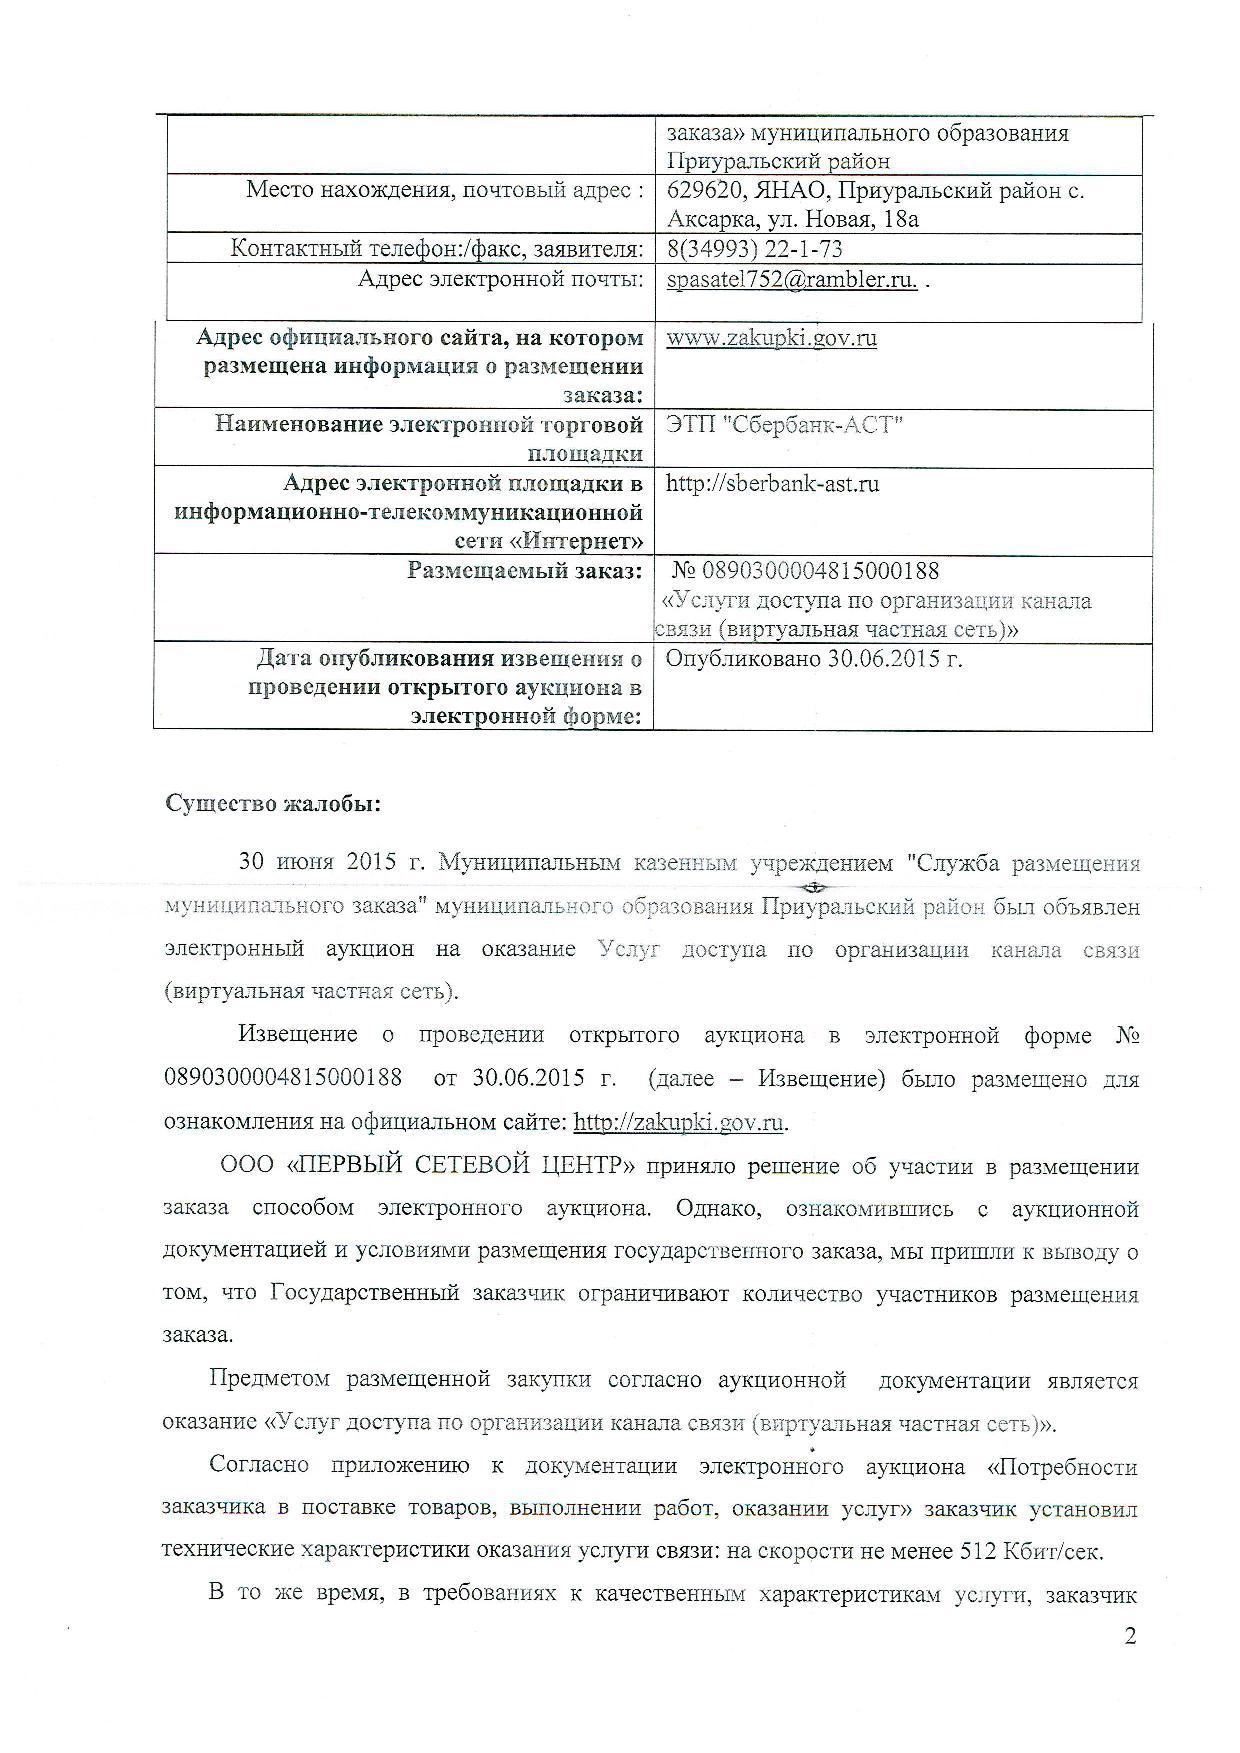 заказа» муниципального образования
Приуральский район
Место нахождения, почтовый адрес :
629620, ЯНАО, Приуральский район с.
Аксарка, ул. Новая, 18а
Контактный телефон:/факс, заявителя:
8(34993) 22-1-73
Адрес электронной почты:
spasatel752@rambler.ru. .
Адрес официального сайта, на котором
размещена информация о размещении
заказа:
www.zakupki.gov.ru
Наименование электронной торговой
площадки
ЭТП "Сбербанк-АСТ"
Адрес электронной площадки в
информационно-телекоммуникационной
сети «Интернет»
http://sberbank-ast.ru
Размещаемый заказ:
№ 0890300004815000188
«Услуги доступа по организации канала
связи (виртуальная частная сеть)»
Дата опубликования извещения о
проведении открытого аукциона в
электронной форме:
Опубликовано 30.06.2015 г.
Существо жалобы:
30 июня 2015 г. Муниципальным казенным учреждением "Служба размещения
муниципального заказа" муниципального образования Приуральский район был объявлен
электронный аукцион на оказание Услуг доступа по организации канала связи
(виртуальная частная сеть).
Извещение о проведении открытого аукциона в электронной форме №
0890300004815000188 от 30.06.2015 г. (далее – Извещение) было размещено для
ознакомления на официальном сайте: http://zakupki.gov.ru.
ООО «ПЕРВЫЙ СЕТЕВОЙ ЦЕНТР» приняло решение об участии в размещении
заказа способом электронного аукциона. Однако, ознакомившись с аукционной
документацией и условиями размещения государственного заказа, мы пришли к выводу о
том, что Государственный заказчик ограничивают количество участников размещения
заказа.
Предметом размещенной закупки согласно аукционной документации является
оказание «Услуг доступа по организации канала связи (виртуальная частная сеть)».
Согласно приложению к документации электронного аукциона «Потребности
заказчика в поставке товаров, выполнении работ, оказании услуг» заказчик установил
технические характеристики оказания услуги связи: на скорости не менее 512 Кбит/сек.
В то же время, в требованиях к качественным характеристикам услуги, заказчик
2